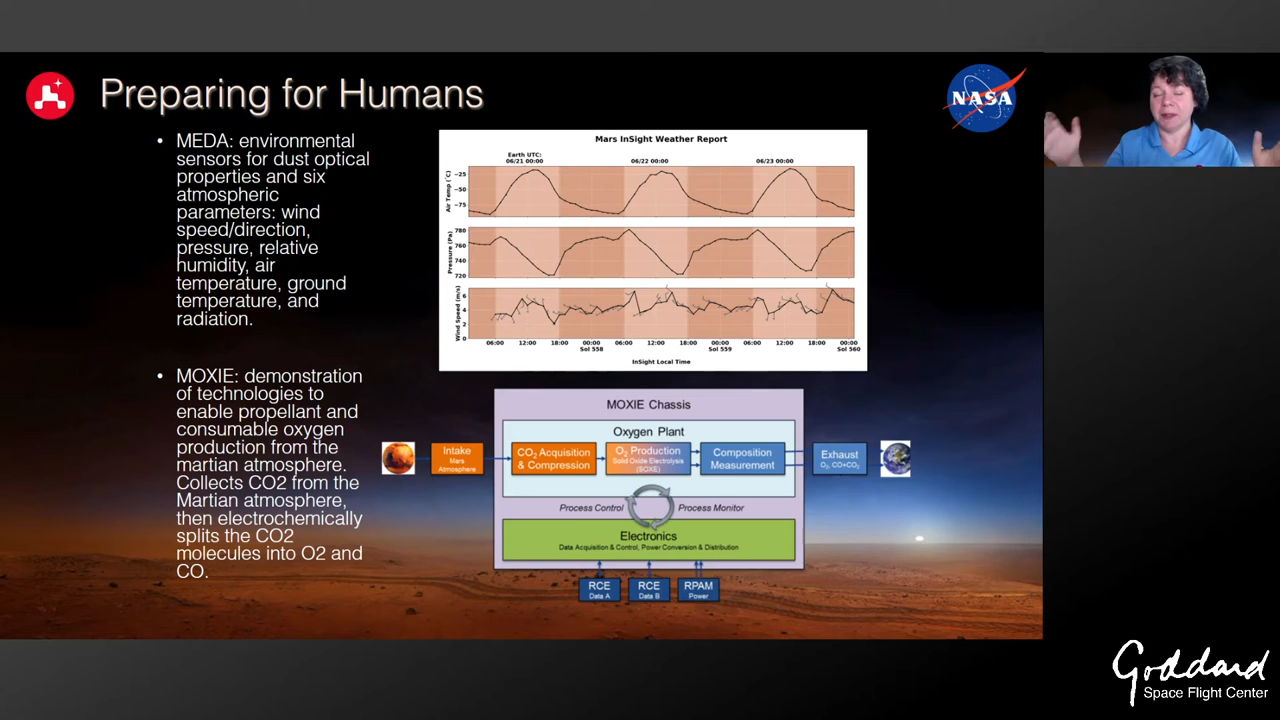 Preparing for Humans
NASA
• MEDA: environmental
sensors for dust optical
properties and six
atmospheric
parameters: wind
speed/direction,
pressure, relative
humidity, air
temperature, ground
temperature, and
radiation.
• MOXIE: demonstration
of technologies to
enable propellant and
consumable oxygen
production from the
martian atmosphere.
Collects CO2 from the
Martian atmosphere,
then electrochemically
splits the CO2
molecules into O2 and
CO.
Mars InSight Weather Report
Earth UTC:
06/21 00:00 06/22 00:00 06/23 00:00
Air Temp (°C)
−25
−50
−75
Pressure (Pa)
780
760
740
720
Wind Speed (m/s)
6
4
2
0
06:00 12:00 18:00 00:00 06:00 12:00 18:00 00:00 06:00 12:00 18:00 00:00
Sol 558 Sol 559 Sol 560
InSight Local Time
MOXIE Chassis
Oxygen Plant
Intake
Mars
Atmosphere
CO₂ Acquisition
& Compression
O₂ Production
Solid Oxide Electrolysis
(SOXE)
Composition
Measurement
Exhaust
O₂, CO+CO₂
Process Control Process Monitor
Electronics
Data Acquisition & Control, Power Conversion & Distribution
RCE
Data A
RCE
Data B
RPAM
Power
Goddard
Space Flight Center